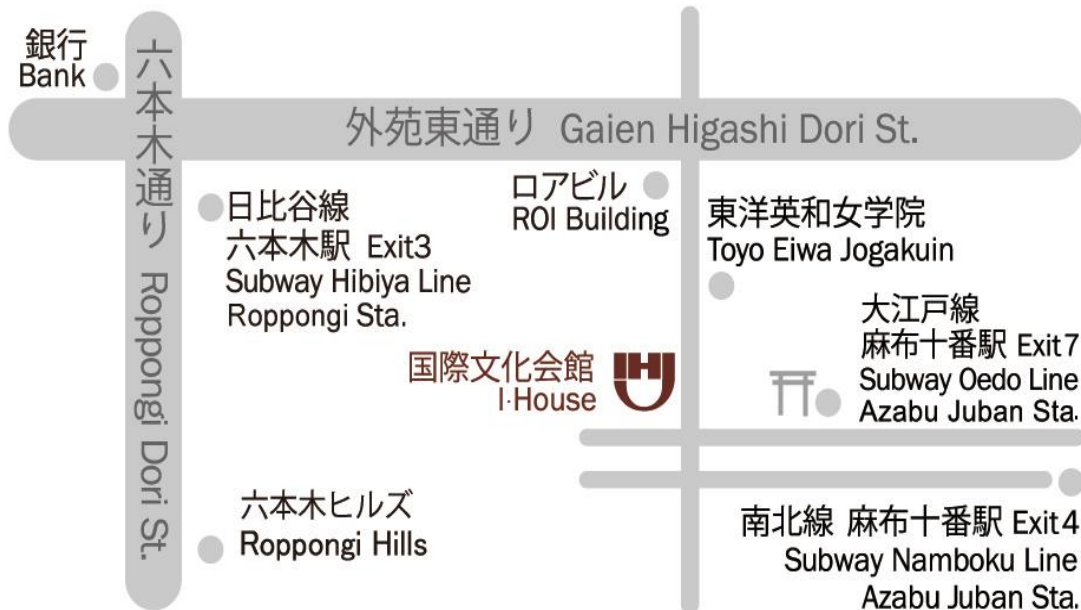 銀行
Bank
六本木通り Roppongi Dori St.
外苑東通り Gaien Higashi Dori St.
日比谷線
六本木駅 Exit3
Subway Hibiya Line
Roppongi Sta.
ロアビル
ROI Building
東洋英和女学院
Toyo Eiwa Jogakuin
大江戸線
麻布十番駅 Exit7
Subway Oedo Line
Azabu Juban Sta.
国際文化会館
I·House
IHJ
六本木ヒルズ
Roppongi Hills
南北線 麻布十番駅 Exit4
Subway Namboku Line
Azabu Juban Sta.